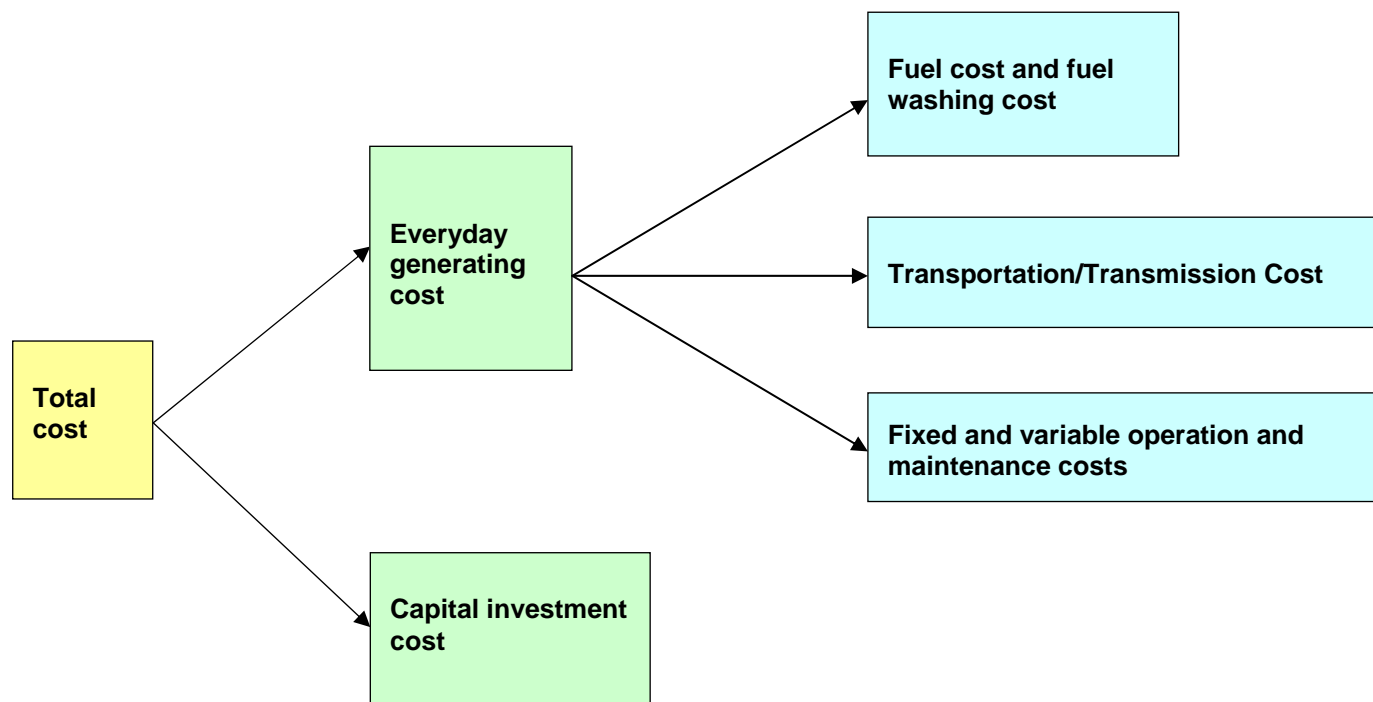 Fuel cost and fuel
washing cost
Everyday
generating
cost
Transportation/Transmission Cost
Total
cost
Fixed and variable operation and
maintenance costs
Capital investment
cost